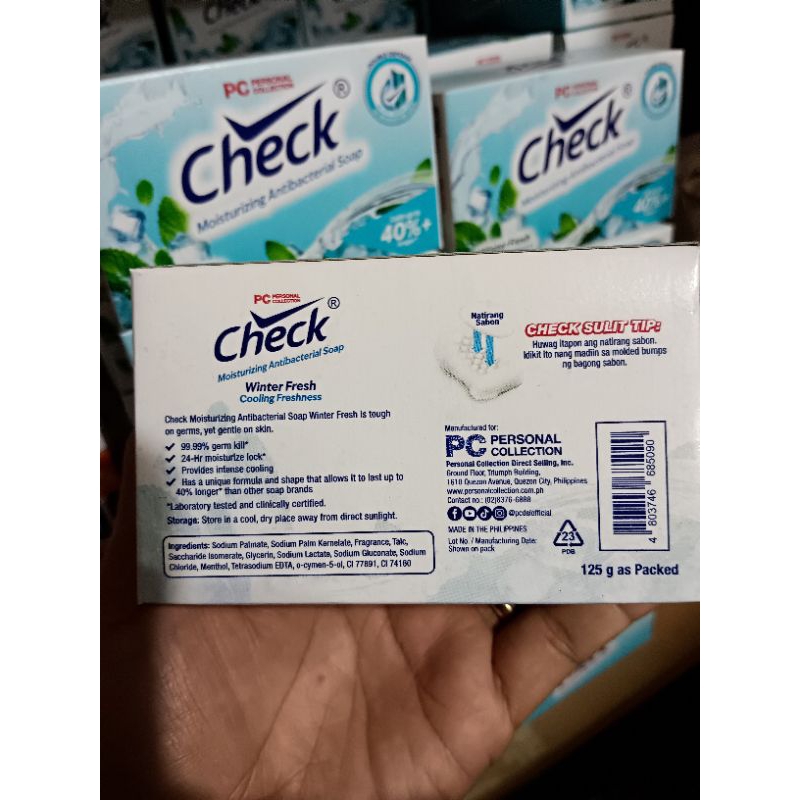 PC PERSONAL
COLLECTION
Check ®
Moisturizing Antibacterial Soap
40%+
PC PERSONAL
COLLECTION
Check ®
40%+
PC PERSONAL
COLLECTION
Check ®
Moisturizing Antibacterial Soap
Winter Fresh
Cooling Freshness
Check Moisturizing Antibacterial Soap Winter Fresh is tough
on germs, yet gentle on skin.
✓ 99.99% germ kill*
✓ 24-Hr moisturize lock*
✓ Provides intense cooling
✓ Has a unique formula and shape that allows it to last up to
40% longer* than other soap brands
*Laboratory tested and clinically certified.
Storage: Store in a cool, dry place away from direct sunlight.
Ingredients: Sodium Palmate, Sodium Palm Kernelate, Fragrance, Talc,
Saccharide Isomerate, Glycerin, Sodium Lactate, Sodium Gluconate, Sodium
Chloride, Menthol, Tetrasodium EDTA, o-cymen-5-ol, CI 77891, CI 74160
Natirang
Sabon
CHECK SULIT TIP:
Huwag itapon ang natirang sabon.
Idikit ito nang madiin sa molded bumps
ng bagong sabon.
Manufactured for:
PC PERSONAL
COLLECTION
Personal Collection Direct Selling, Inc.
Ground Floor, Triumph Building,
1610 Quezon Avenue, Quezon City, Philippines
www.personalcollection.com.ph
Contact no.: (02)8376-6888
@pcdsiofficial
MADE IN THE PHILIPPINES
Lot No. / Manufacturing Date:
Shown on pack
23
PDB
4 803746 685090
125 g as Packed